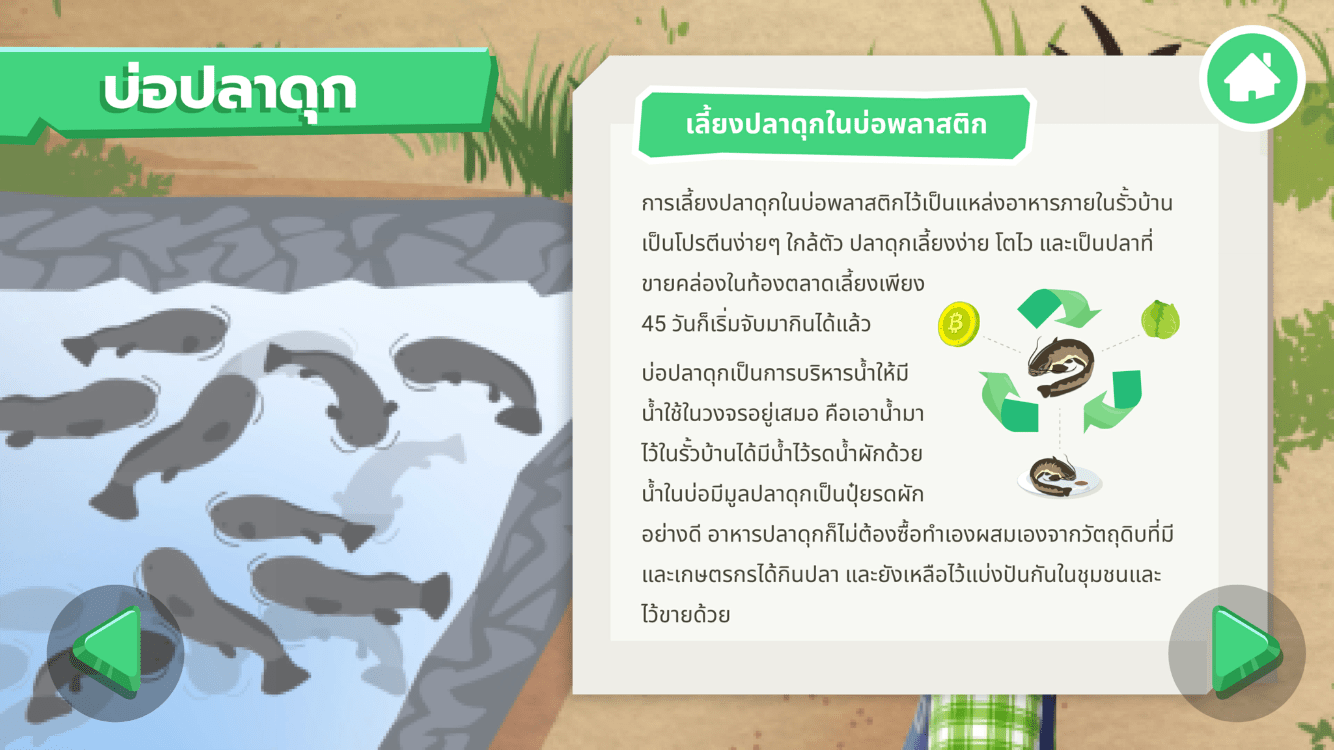 บ่อปลาดุก
เลี้ยงปลาดุกในบ่อพลาสติก
การเลี้ยงปลาดุกในบ่อพลาสติกไว้เป็นแหล่งอาหารภายในรั้วบ้าน
เป็นโปรตีนง่ายๆ ใกล้ตัว ปลาดุกเลี้ยงง่าย โตไว และเป็นปลาที่
ขายคล่องในท้องตลาดเลี้ยงเพียง
45 วันก็เริ่มจับมากินได้แล้ว
บ่อปลาดุกเป็นการบริหารน้ำให้มี
น้ำใช้ในวงจรอยู่เสมอ คือเอาน้ำมา
ไว้ในรั้วบ้านได้มีน้ำไว้รดน้ำผักด้วย
น้ำในบ่อมีมูลปลาดุกเป็นปุ๋ยรดผัก
อย่างดี อาหารปลาดุกก็ไม่ต้องซื้อทำเองผสมเองจากวัตถุดิบที่มี
และเกษตรกรได้กินปลา และยังเหลือไว้แบ่งปันกันในชุมชนและ
ไว้ขายด้วย